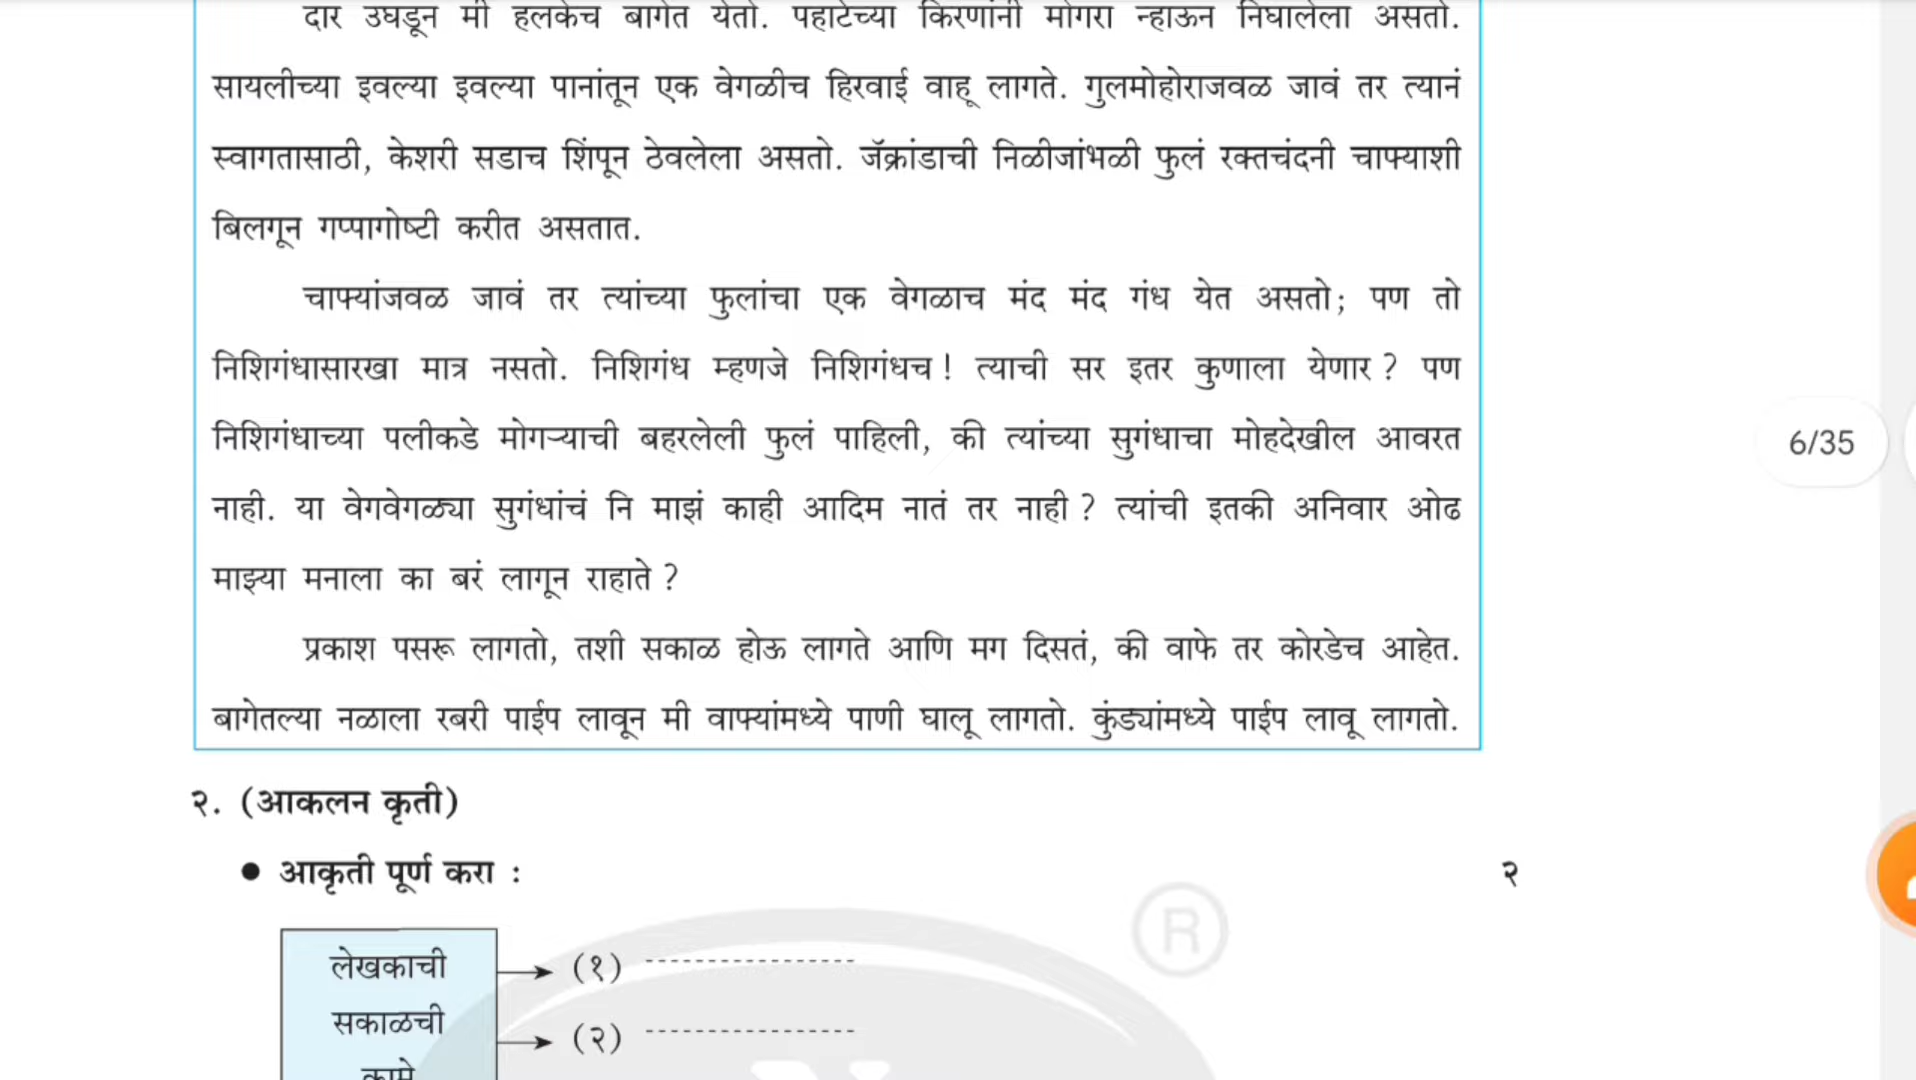 दार उघडून मी हलकेच बागेत येतो. पहाटेच्या किरणांनी मोगरा न्हाऊन निघालेला असतो.
सायलीच्या इवल्या इवल्या पानांतून एक वेगळीच हिरवाई वाहू लागते. गुलमोहोराजवळ जावं तर त्यानं
स्वागतासाठी, केशरी सडाच शिंपून ठेवलेला असतो. जॅक्रांडाची निळीजांभळी फुलं रक्तचंदनी चाफ्याशी
बिलगून गप्पागोष्टी करीत असतात.
चाफ्यांजवळ जावं तर त्यांच्या फुलांचा एक वेगळाच मंद मंद गंध येत असतो; पण तो
निशिगंधासारखा मात्र नसतो. निशिगंध म्हणजे निशिगंधच! त्याची सर इतर कुणाला येणार? पण
निशिगंधाच्या पलीकडे मोगऱ्याची बहरलेली फुलं पाहिली, की त्यांच्या सुगंधाचा मोहदेखील आवरत
6/35
नाही. या वेगवेगळ्या सुगंधांचं नि माझं काही आदिम नातं तर नाही? त्यांची इतकी अनिवार ओढ
माझ्या मनाला का बरं लागून राहाते?
प्रकाश पसरू लागतो, तशी सकाळ होऊ लागते आणि मग दिसतं, की वाफे तर कोरडेच आहेत.
बागेतल्या नळाला रबरी पाईप लावून मी वाफ्यांमध्ये पाणी घालू लागतो. कुंड्यांमध्ये पाईप लावू लागतो.
२. (आकलन कृती)
● आकृती पूर्ण करा : २
लेखकाची (१) -----------------
सकाळची
(२) -----------------
कामे
R